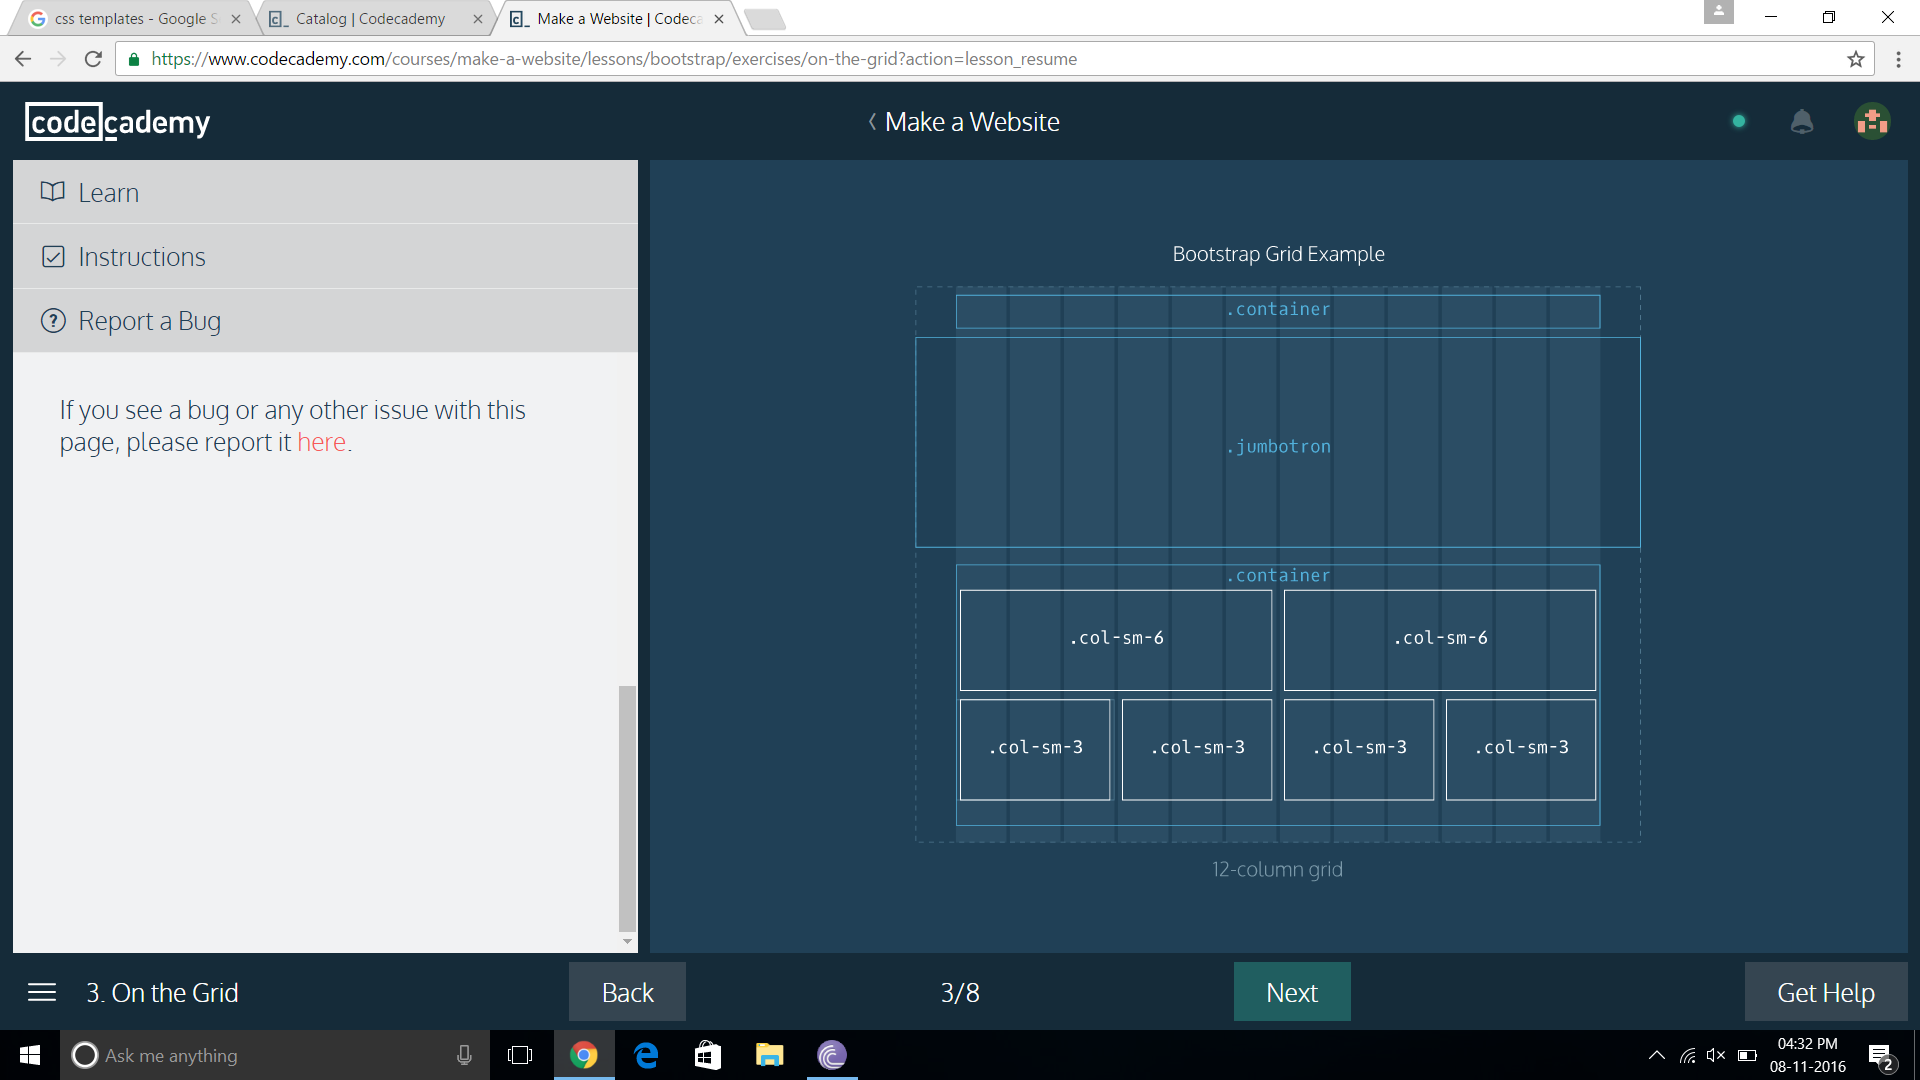 css templates - Google S
Catalog | Codecademy
Make a Website | Codeca
https://www.codecademy.com/courses/make-a-website/lessons/bootstrap/exercises/on-the-grid?action=lesson_resume
codecademy
Make a Website
Learn
Instructions
Report a Bug
If you see a bug or any other issue with this
page, please report it here.
Bootstrap Grid Example
.container
.jumbotron
.container
.col-sm-6 .col-sm-6
.col-sm-3 .col-sm-3 .col-sm-3 .col-sm-3
12-column grid
3. On the Grid
Back
3/8
Next
Get Help
Ask me anything
04:32 PM
08-11-2016
2